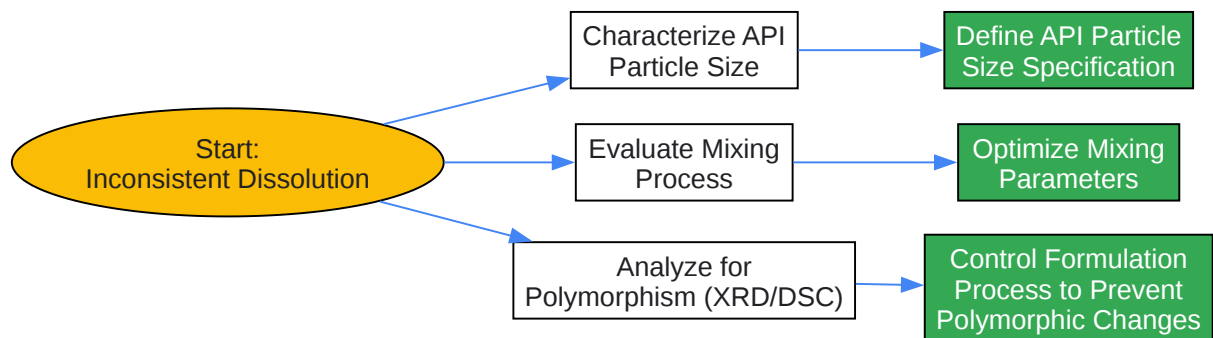 Start:
Inconsistent Dissolution
Characterize API
Particle Size
Define API Particle
Size Specification
Evaluate Mixing
Process
Optimize Mixing
Parameters
Analyze for
Polymorphism (XRD/DSC)
Control Formulation
Process to Prevent
Polymorphic Changes